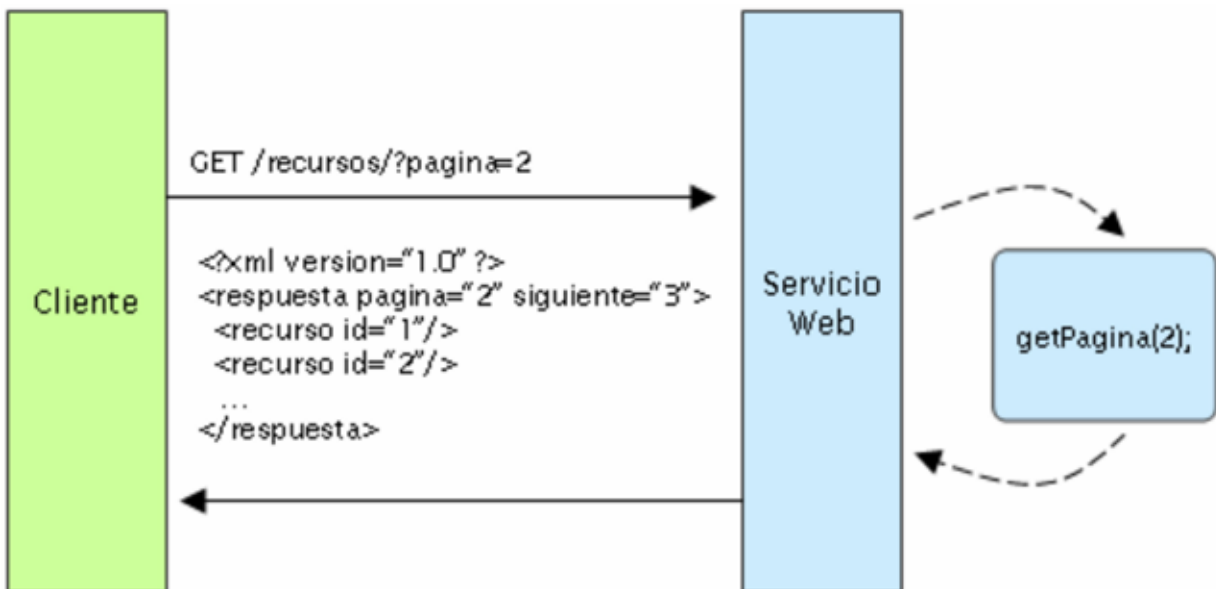 GET /recursos/?pagina=2
<?xml version="1.0" ?>
<respuesta pagina="2" siguiente="3">
<recurso id="1"/>
<recurso id="2"/>
...
</respuesta>
Cliente
Servicio
Web
getPagina(2);